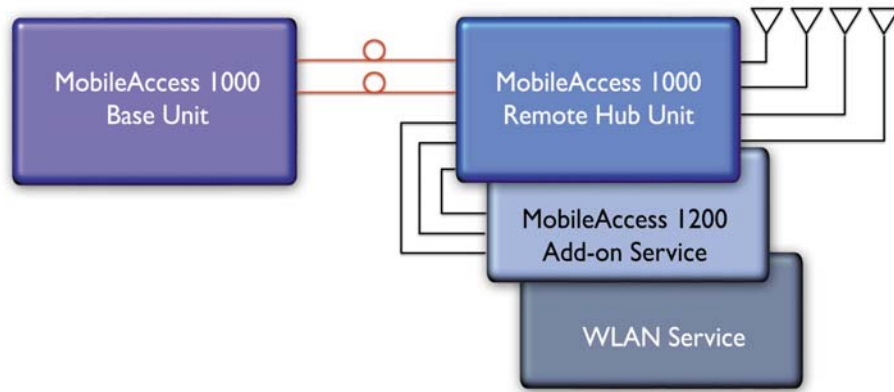 MobileAccess 1000
Base Unit
MobileAccess 1000
Remote Hub Unit
MobileAccess 1200
Add-on Service
WLAN Service